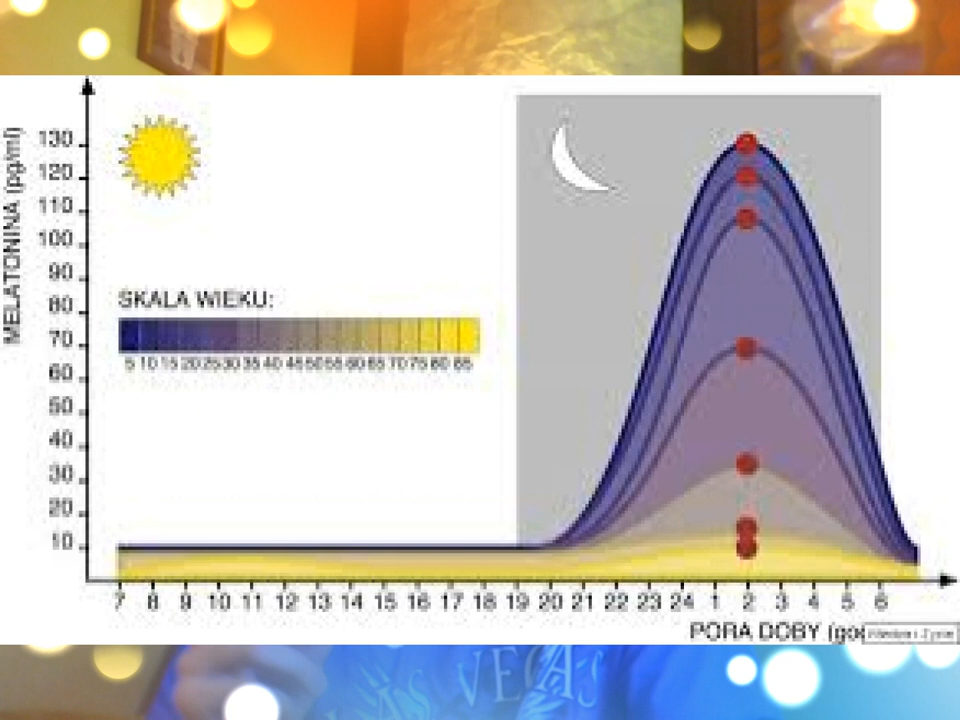 MELATONINA (pg/ml)
130
120
110
100
90
80
70
60
50
40
30
20
10
SKALA WIEKU:
5 10 15 20 25 30 35 40 45 50 55 60 65 70 75 80 85
7 8 9 10 11 12 13 14 15 16 17 18 19 20 21 22 23 24 1 2 3 4 5 6
PORA DOBY
VEGAS